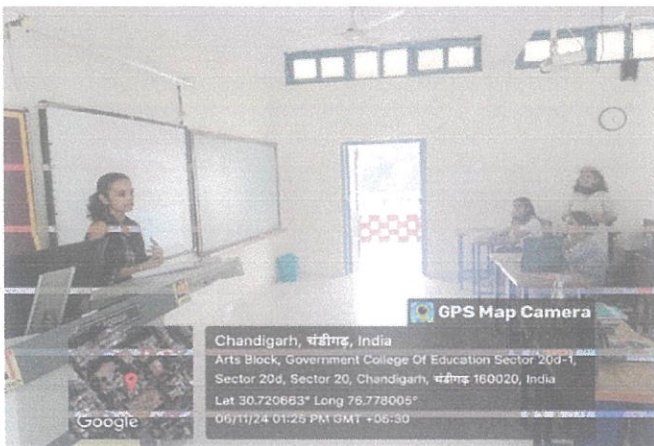 GPS Map Camera
Chandigarh, चंडीगढ़, India
Arts Block, Government College Of Education Sector 20d-1,
Sector 20d, Sector 20, Chandigarh, चंडीगढ़ 160020, India
Lat 30.720663° Long 76.778005°
06/11/24 01:25 PM GMT +05:30
Google